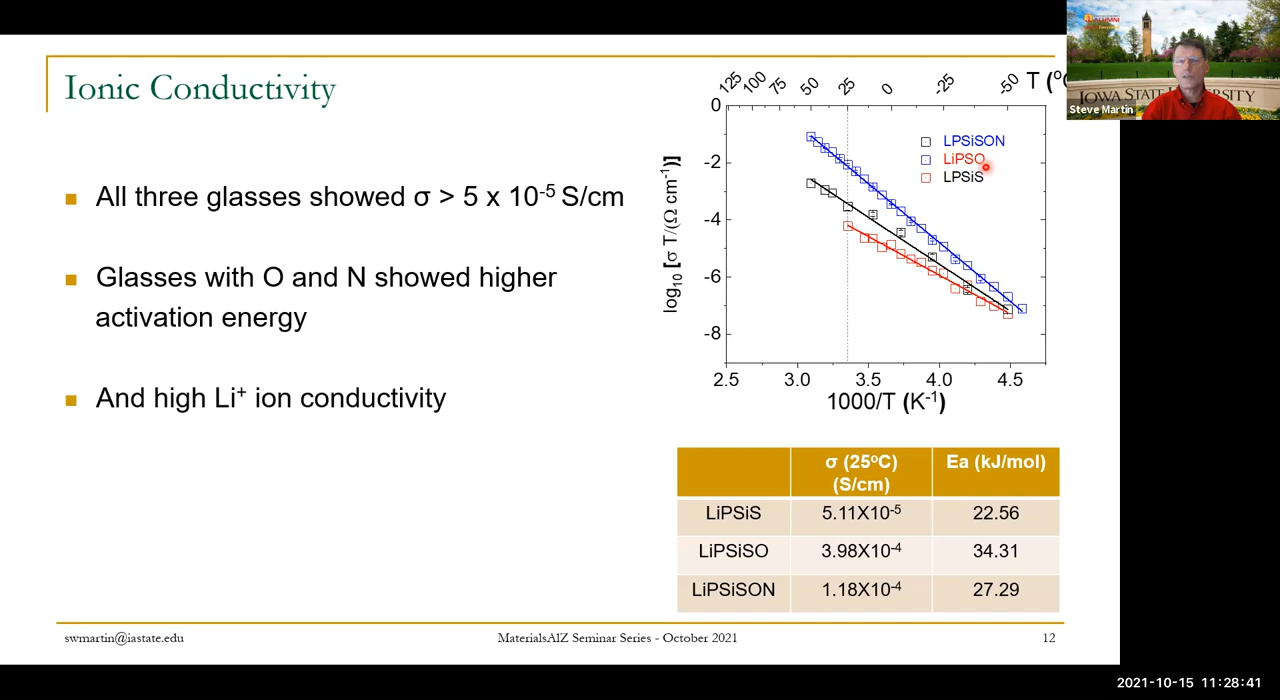 Ionic Conductivity
All three glasses showed σ > 5 x 10⁻⁵ S/cm
Glasses with O and N showed higher
activation energy
And high Li⁺ ion conductivity
125 100 75 50 25 0 -25 -50 T (º
0
-2
-4
-6
-8
log₁₀ [σ T/(Ω cm⁻¹)]
LPSiSON
LiPSO
LPSiS
2.5 3.0 3.5 4.0 4.5
1000/T (K⁻¹)
σ (25ºC) Ea (kJ/mol)
(S/cm)
LiPSiS 5.11X10⁻⁵ 22.56
LiPSiSO 3.98X10⁻⁴ 34.31
LiPSiSON 1.18X10⁻⁴ 27.29
swmartin@iastate.edu MaterialsAlZ Seminar Series - October 2021 12
ALUMNI
IOWA STATE UNIVERSITY
Steve Martin
2021-10-15 11:28:41